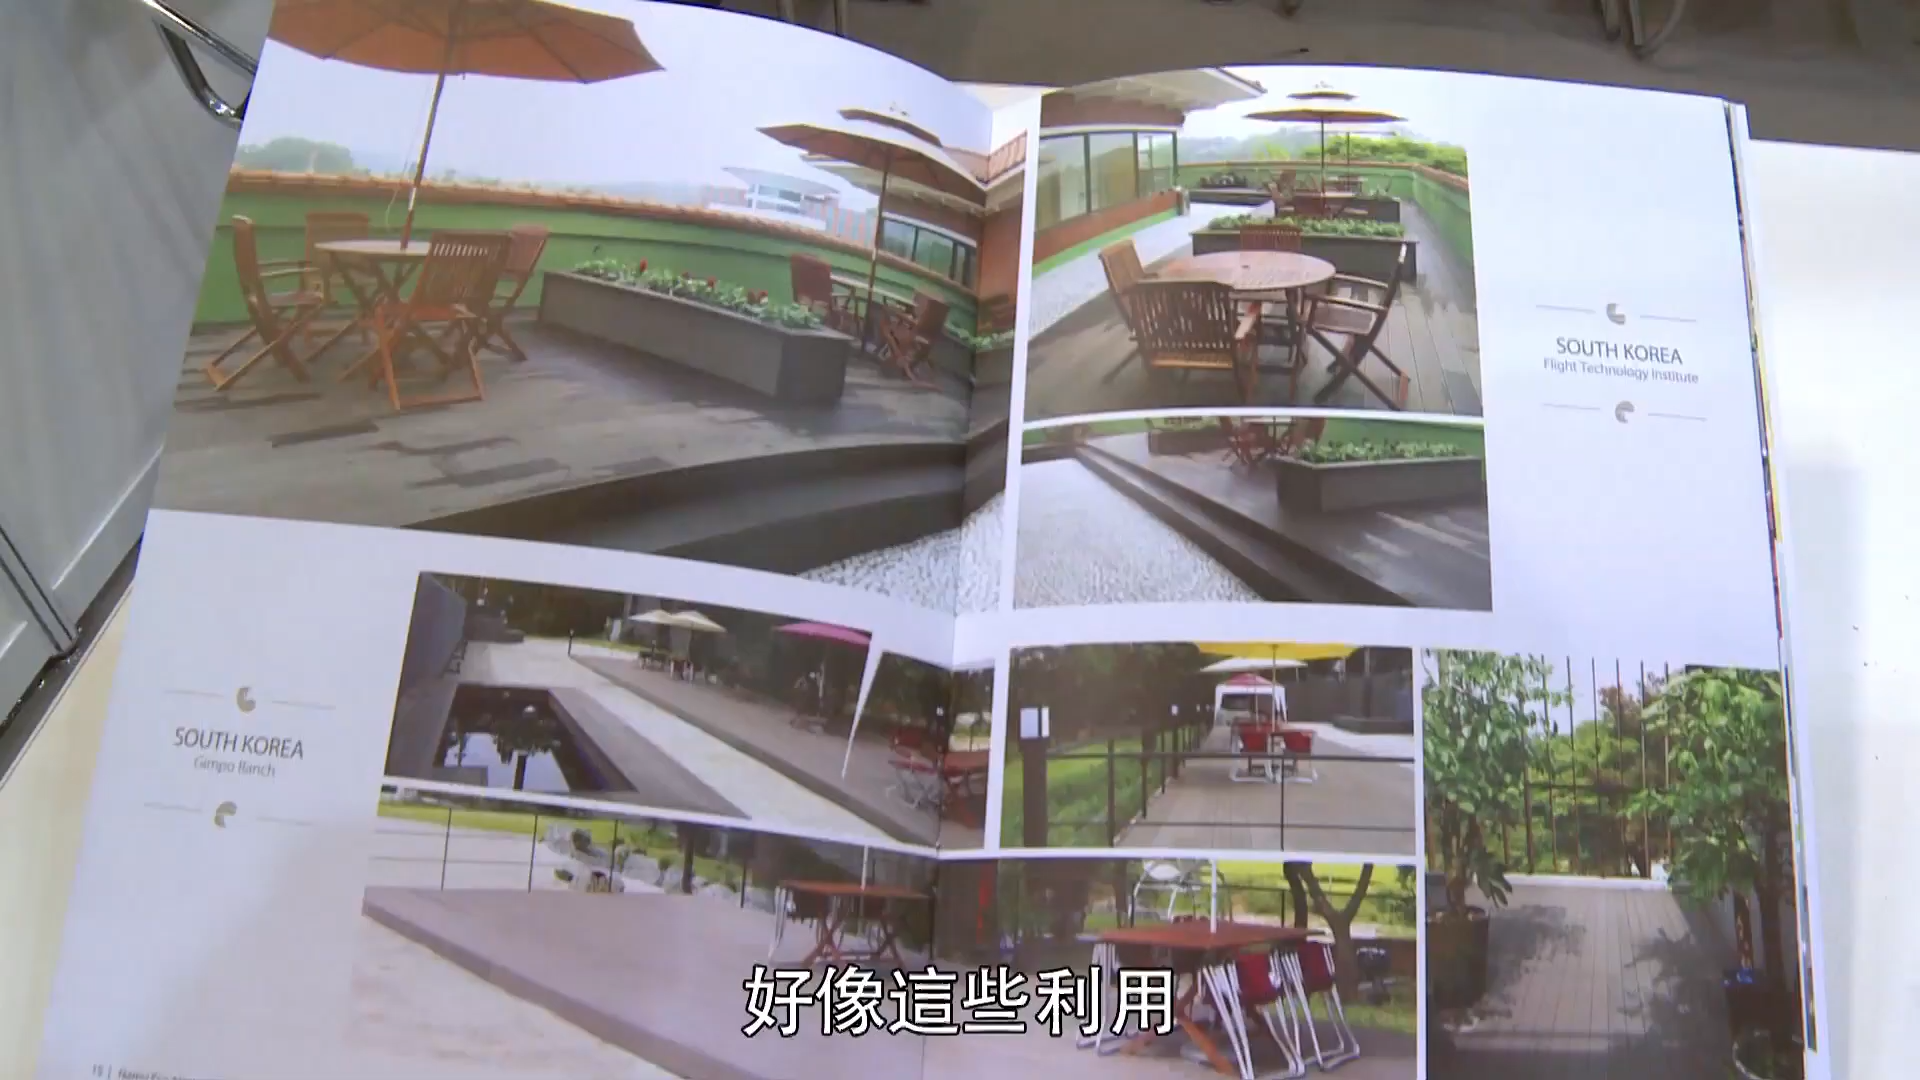 SOUTH KOREA
Flight Technology Institute
SOUTH KOREA
Gimpo Ranch
好像這些利用